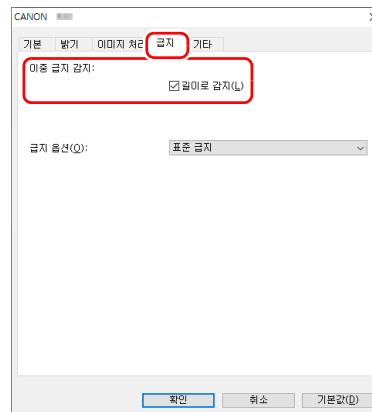 CANON
기본 밝기 이미지 처리 급지 기타
이중 급지 감지:
길이로 감지(L)
급지 옵션(O): 표준 급지
확인 취소 기본값(D)